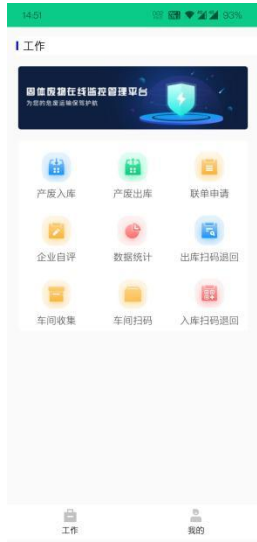 14:51
83%
工作
固体废物在线监控管理平台
为您的危废运输保驾护航
产废入库 产废出库 联单申请
企业自评 数据统计 出库扫码退回
车间收集 车间扫码 入库扫码退回
工作 我的